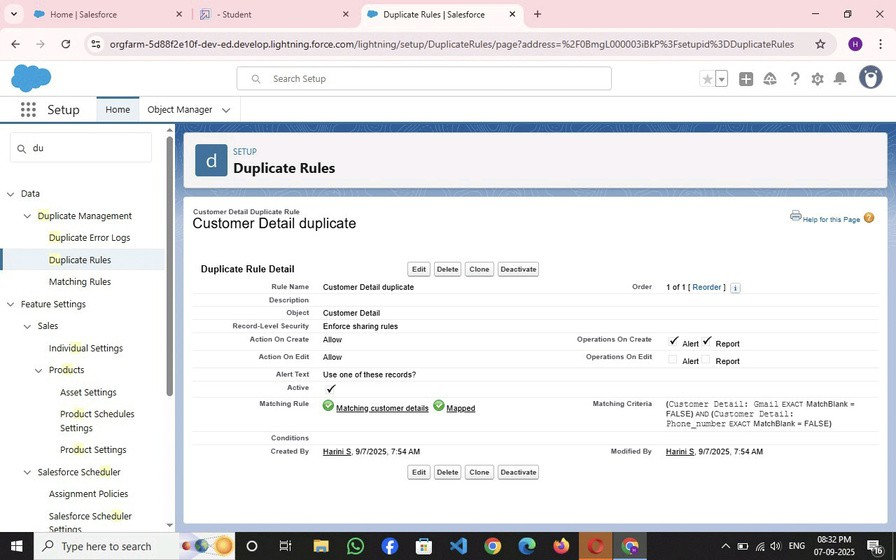 Home | Salesforce
- Student
Duplicate Rules | Salesforce
orgfarm-5d88f2e10f-dev-ed.develop.lightning.force.com/lightning/setup/DuplicateRules/page?address=%2F0BmgL000003iBkP%3Fsetupid%3DDuplicateRules
H
Search Setup
Setup
Home
Object Manager
du
Data
Duplicate Management
Duplicate Error Logs
Duplicate Rules
Matching Rules
Feature Settings
Sales
Individual Settings
Products
Asset Settings
Product Schedules
Settings
Product Settings
Salesforce Scheduler
Assignment Policies
Salesforce Scheduler
Settings
d
SETUP
Duplicate Rules
Customer Detail Duplicate Rule
Customer Detail duplicate
Help for this Page
Duplicate Rule Detail
Edit Delete Clone Deactivate
Rule Name Customer Detail duplicate Order 1 of 1 [ Reorder ] i
Description
Object Customer Detail
Record-Level Security Enforce sharing rules
Action On Create Allow Operations On Create Alert Report
Action On Edit Allow Operations On Edit Alert Report
Alert Text Use one of these records?
Active
Matching Rule Matching customer details Mapped Matching Criteria (Customer Detail: Gmail EXACT MatchBlank =
FALSE) AND (Customer Detail:
Phone_number EXACT MatchBlank = FALSE)
Conditions
Created By Harini S, 9/7/2025, 7:54 AM Modified By Harini S, 9/7/2025, 7:54 AM
Edit Delete Clone Deactivate
Type here to search
ENG
08:32 PM
07-09-2025